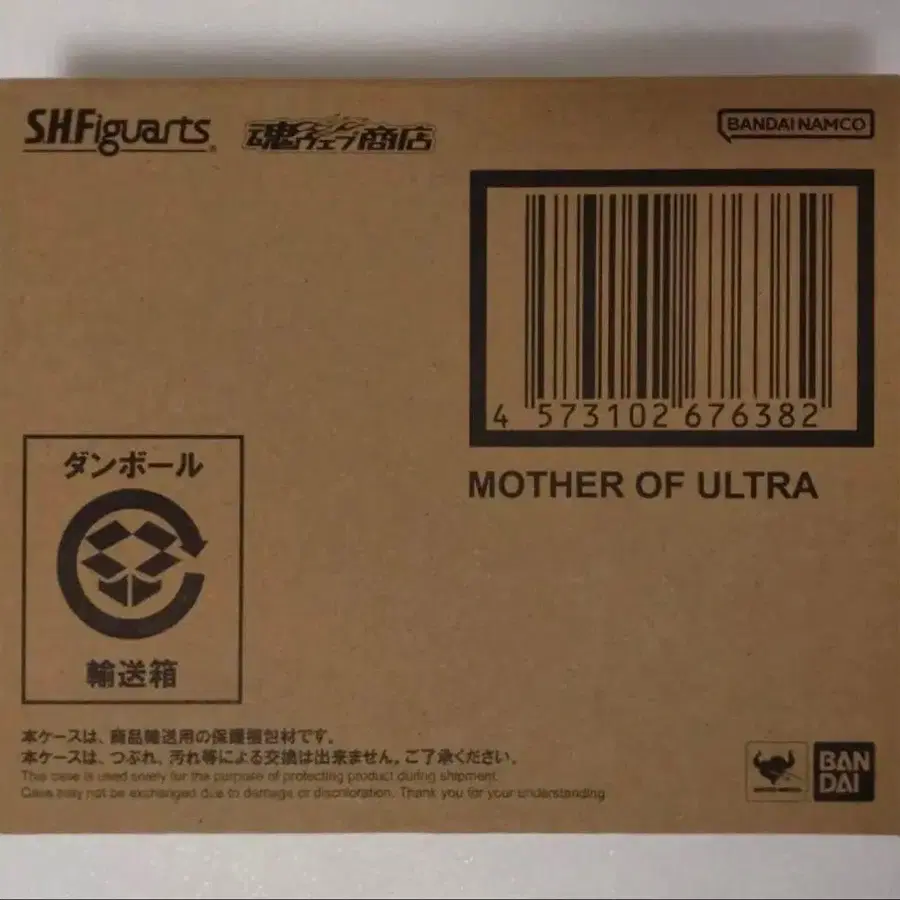 S.H.Figuarts
魂ウェブ商店
BANDAI NAMCO
4 573102 676382
MOTHER OF ULTRA
ダンボール
輸送箱
本ケースは、商品輸送用の保護梱包材です。
本ケースは、つぶれ、汚れ等による交換は出来ません。ご了承ください。
This case is used solely for the purpose of protecting product during shipment.
Case may not be exchanged due to damage or discoloration. Thank you for your understanding.
BAN
DAI